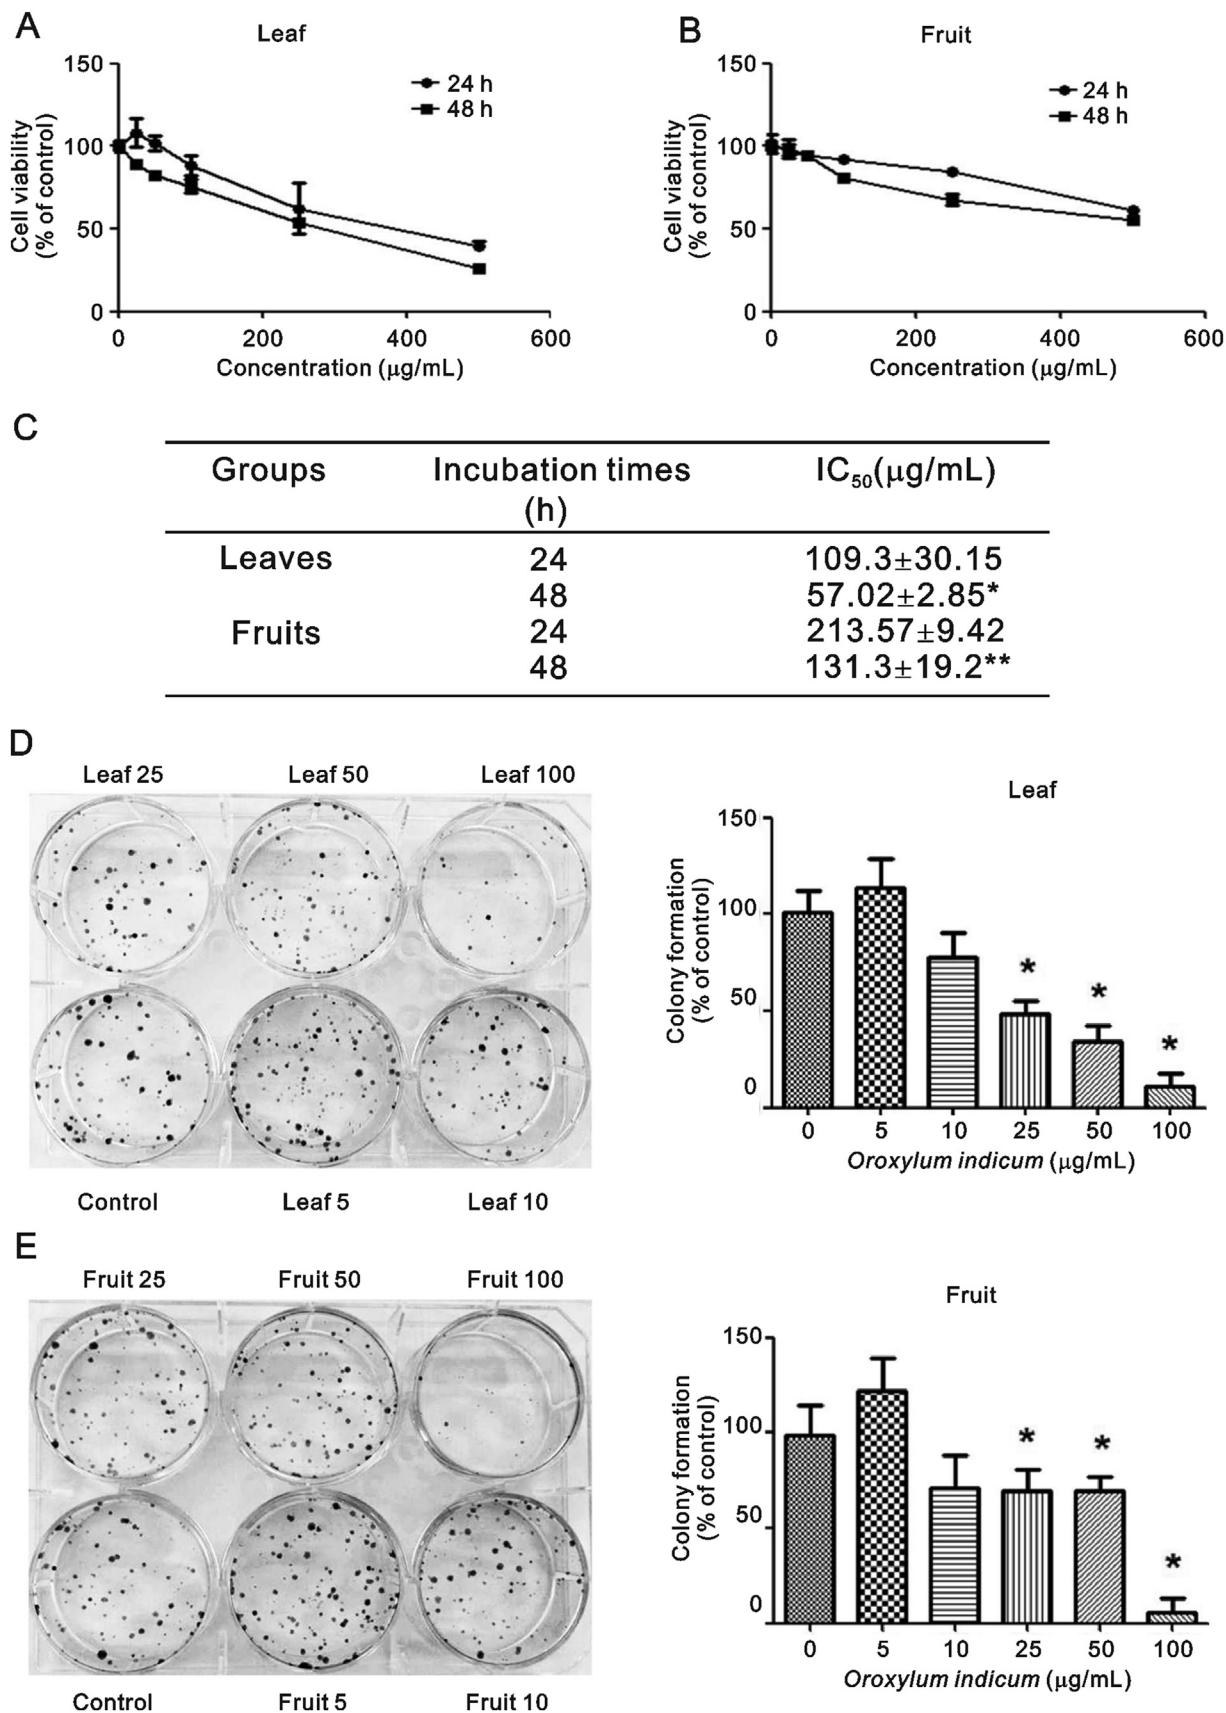 A
Leaf
150
100
50
0
Cell viability
(% of control)
24 h
48 h
0 200 400 600
Concentration (μg/mL)
B
Fruit
150
100
50
0
Cell viability
(% of control)
24 h
48 h
0 200 400 600
Concentration (μg/mL)
C
Groups Incubation times IC50(μg/mL)
(h)
Leaves 24 109.3±30.15
48 57.02±2.85*
Fruits 24 213.57±9.42
48 131.3±19.2**
D
Leaf 25 Leaf 50 Leaf 100
Control Leaf 5 Leaf 10
Leaf
150
100
50
0
Colony formation
(% of control)
* * *
0 5 10 25 50 100
Oroxylum indicum (μg/mL)
E
Fruit 25 Fruit 50 Fruit 100
Control Fruit 5 Fruit 10
Fruit
150
100
50
0
Colony formation
(% of control)
* * *
0 5 10 25 50 100
Oroxylum indicum (μg/mL)